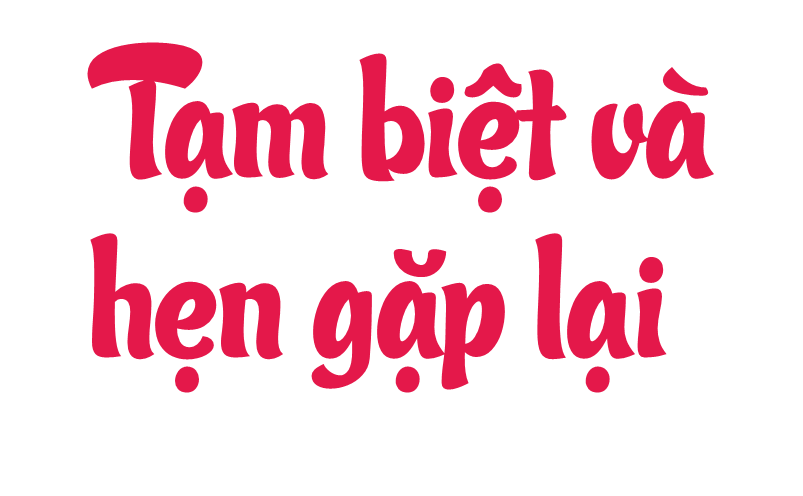 Tạm biệt và
hẹn gặp lại